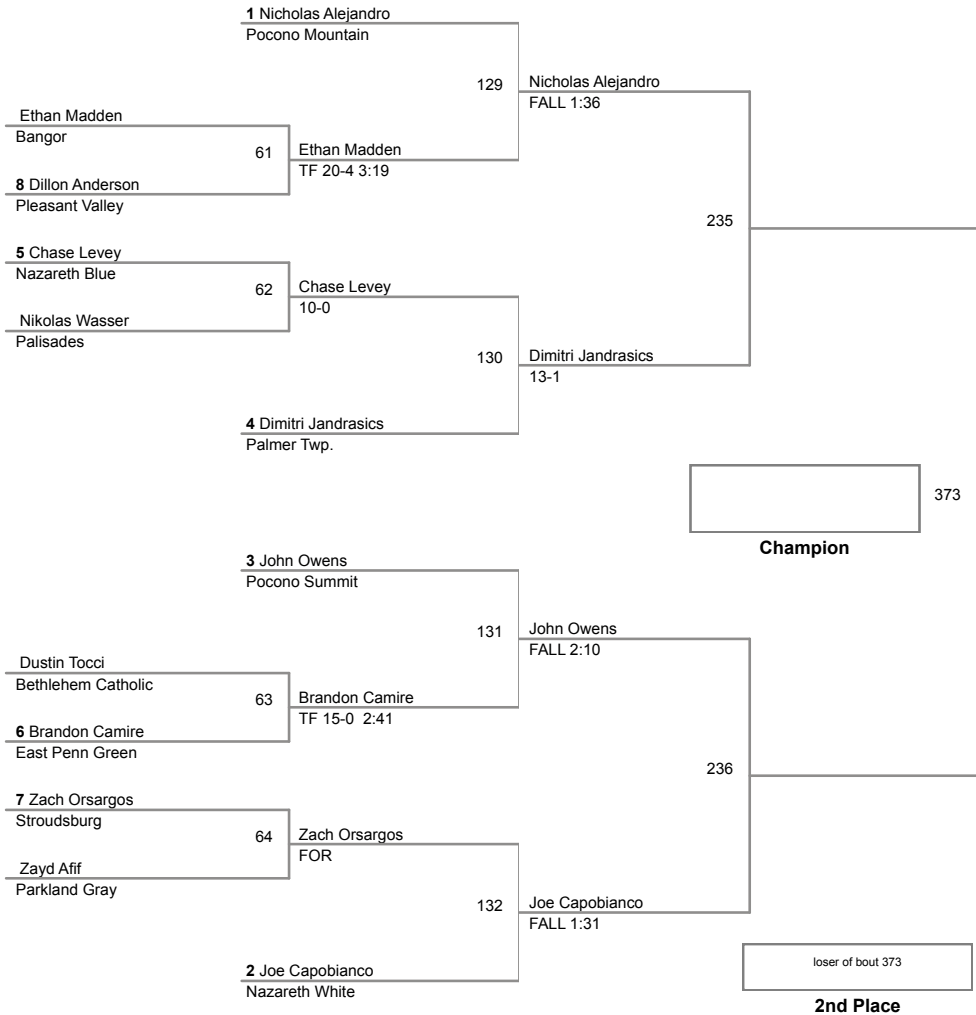 1 Nicholas Alejandro
Pocono Mountain
129
Nicholas Alejandro
FALL 1:36
Ethan Madden
Bangor
61
Ethan Madden
TF 20-4 3:19
8 Dillon Anderson
Pleasant Valley
235
5 Chase Levey
Nazareth Blue
62
Chase Levey
10-0
Nikolas Wasser
Palisades
130
Dimitri Jandrasics
13-1
4 Dimitri Jandrasics
Palmer Twp.
373
Champion
3 John Owens
Pocono Summit
131
John Owens
FALL 2:10
Dustin Tocci
Bethlehem Catholic
63
Brandon Camire
TF 15-0 2:41
6 Brandon Camire
East Penn Green
236
7 Zach Orsargos
Stroudsburg
64
Zach Orsargos
FOR
Zayd Afif
Parkland Gray
132
Joe Capobianco
FALL 1:31
2 Joe Capobianco
Nazareth White
loser of bout 373
2nd Place